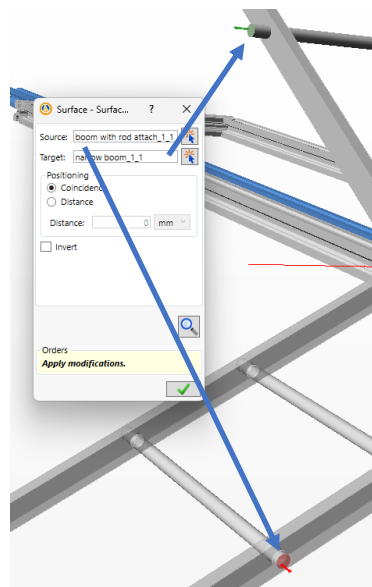 Surface - Surfac... ?
Source: boom with rod attach_1_1
Target: narrow boom_1_1
Positioning
Coincidence
Distance
Distance: 0 mm
Invert
Orders
Apply modifications.